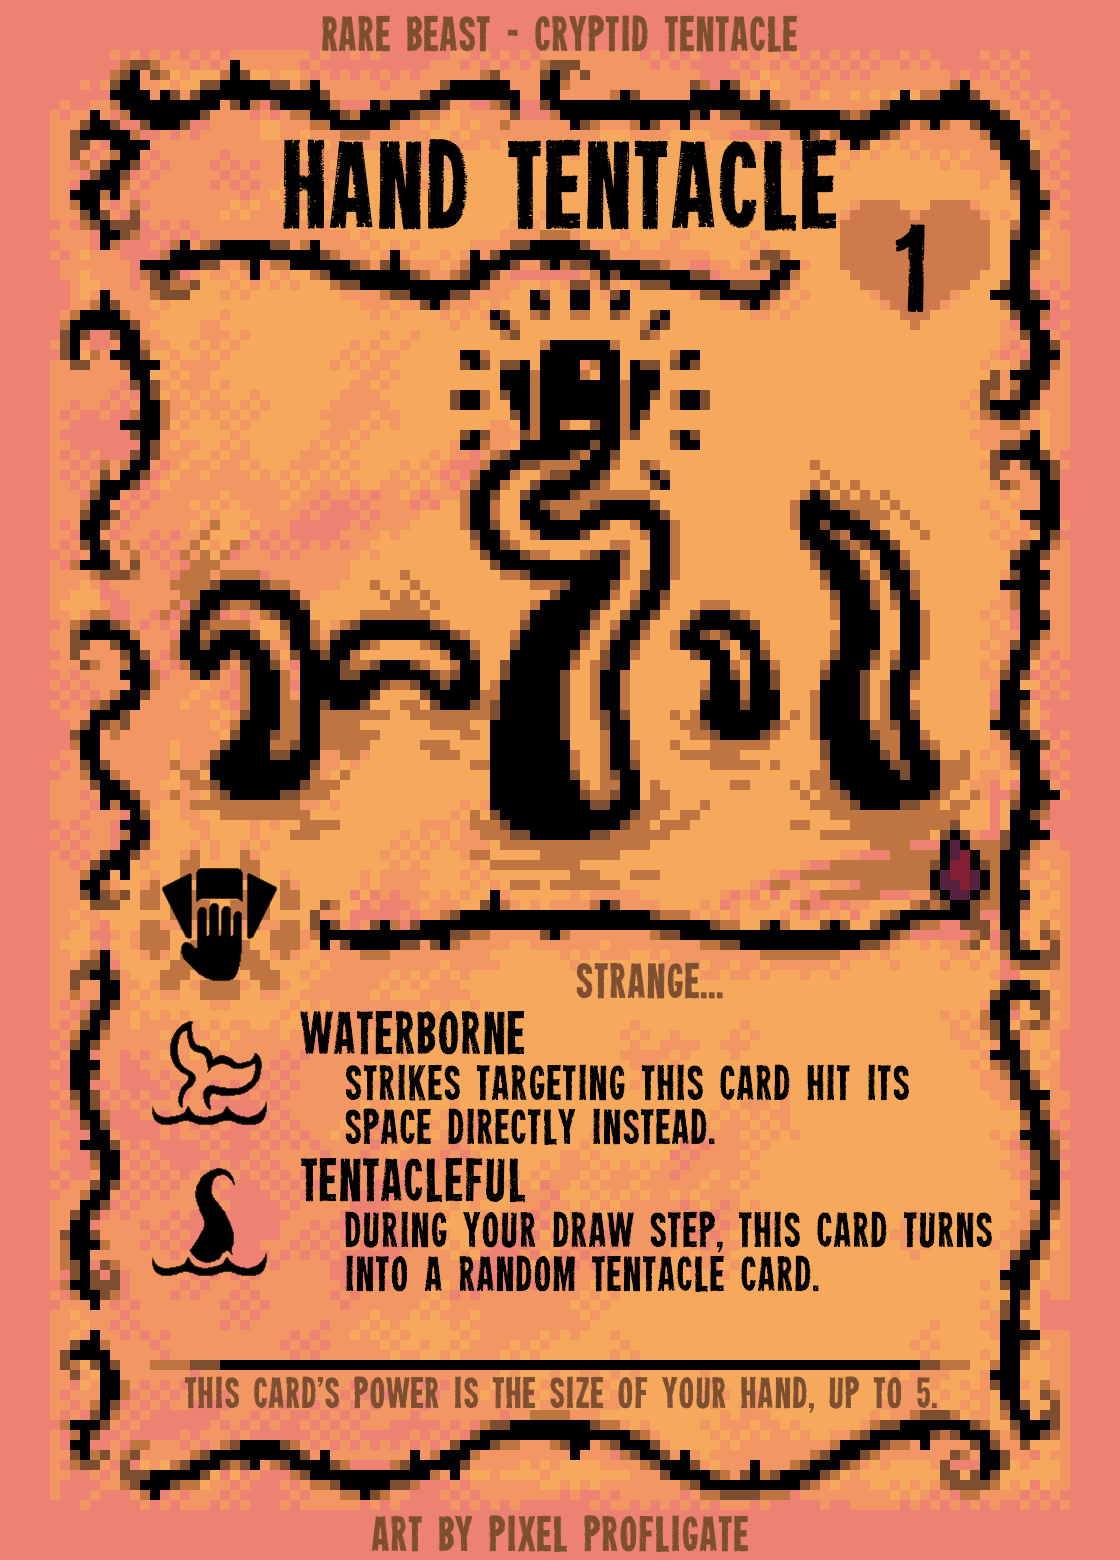 RARE BEAST - CRYPTID TENTACLE
HAND TENTACLE
1
STRANGE...
WATERBORNE
STRIKES TARGETING THIS CARD HIT ITS
SPACE DIRECTLY INSTEAD.
TENTACLEFUL
DURING YOUR DRAW STEP, THIS CARD TURNS
INTO A RANDOM TENTACLE CARD.
THIS CARD'S POWER IS THE SIZE OF YOUR HAND, UP TO 5.
ART BY PIXEL PROFLIGATE